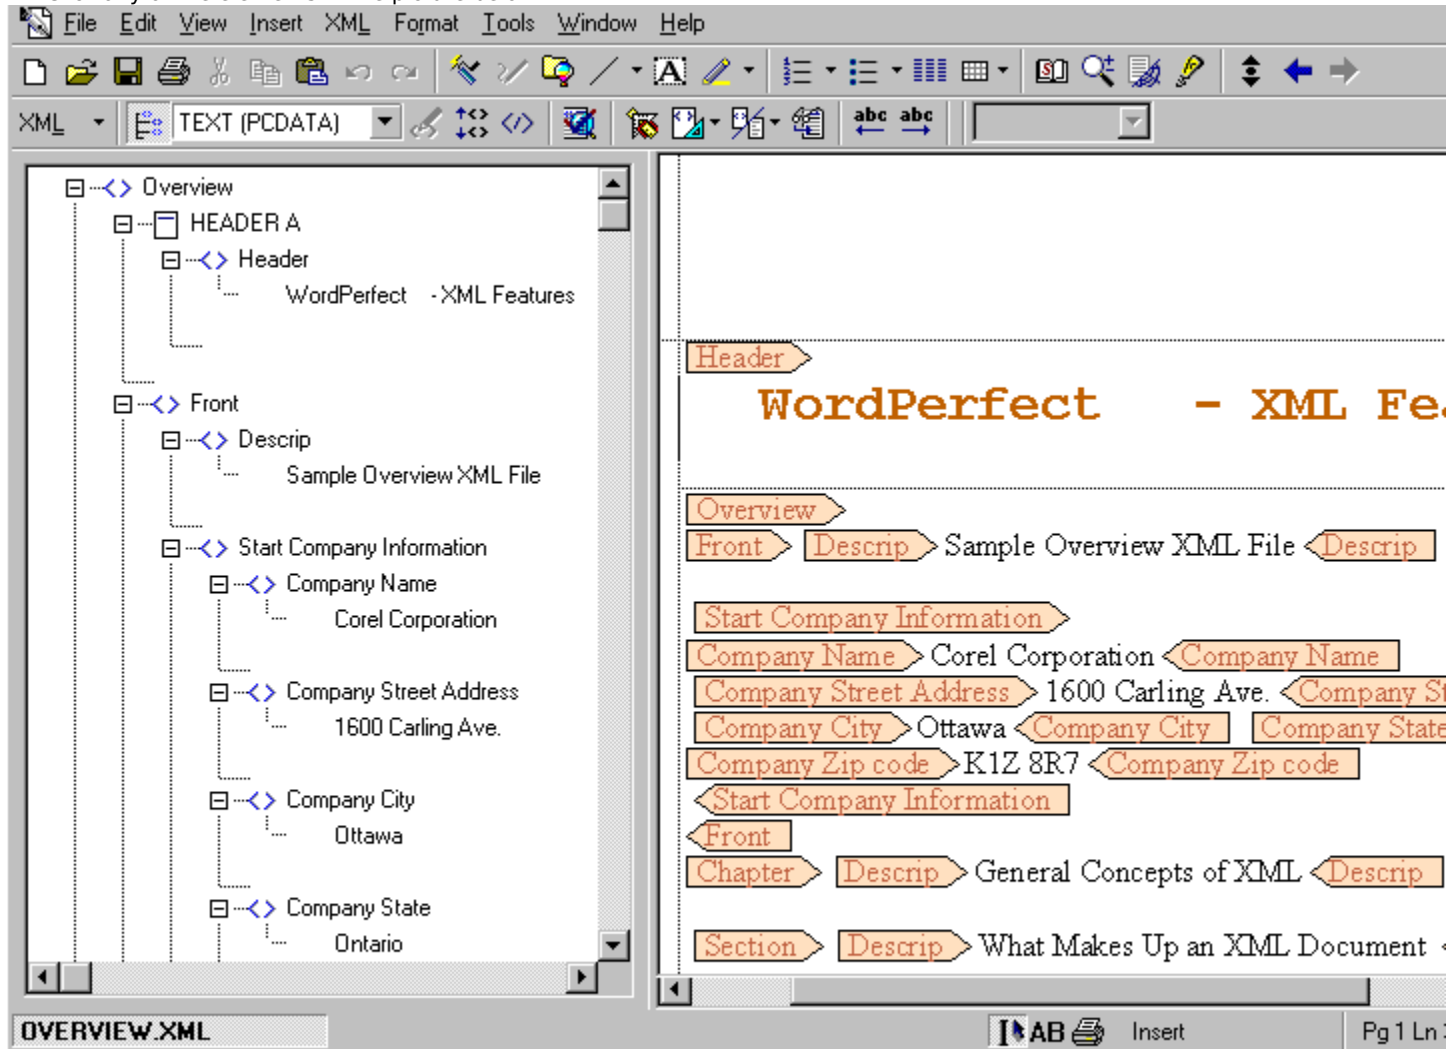 File Edit View Insert XML Format Tools Window Help
XML TEXT (PCDATA) abc abc
Overview
HEADER A
Header
WordPerfect - XML Features
Front
Descrip
Sample Overview XML File
Start Company Information
Company Name
Corel Corporation
Company Street Address
1600 Carling Ave.
Company City
Ottawa
Company State
Ontario
Header
WordPerfect - XML Fea
Overview
Front Descrip Sample Overview XML File Descrip
Start Company Information
Company Name Corel Corporation Company Name
Company Street Address 1600 Carling Ave. Company St
Company City Ottawa Company City Company State
Company Zip code K1Z 8R7 Company Zip code
Start Company Information
Front
Chapter Descrip General Concepts of XML Descrip
Section Descrip What Makes Up an XML Document
OVERVIEW.XML AB Insert Pg 1 Ln